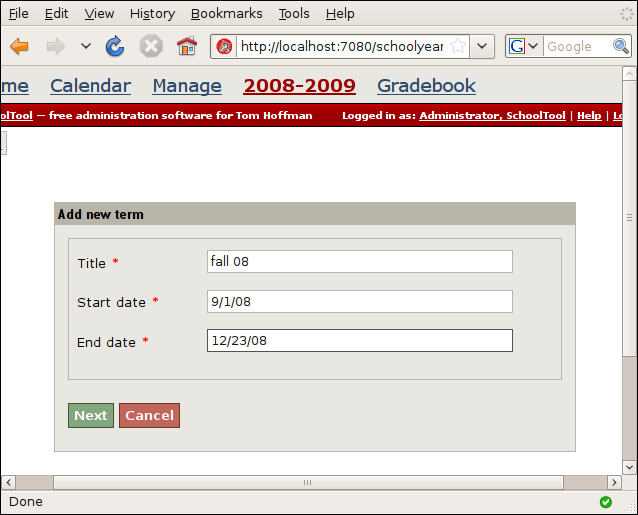 File Edit View History Bookmarks Tools Help
http://localhost:7080/schoolyear
G Google
me Calendar Manage 2008-2009 Gradebook
olTool — free administration software for Tom Hoffman Logged in as: Administrator, SchoolTool | Help | Lo
Add new term
Title * fall 08
Start date * 9/1/08
End date * 12/23/08
Next Cancel
Done